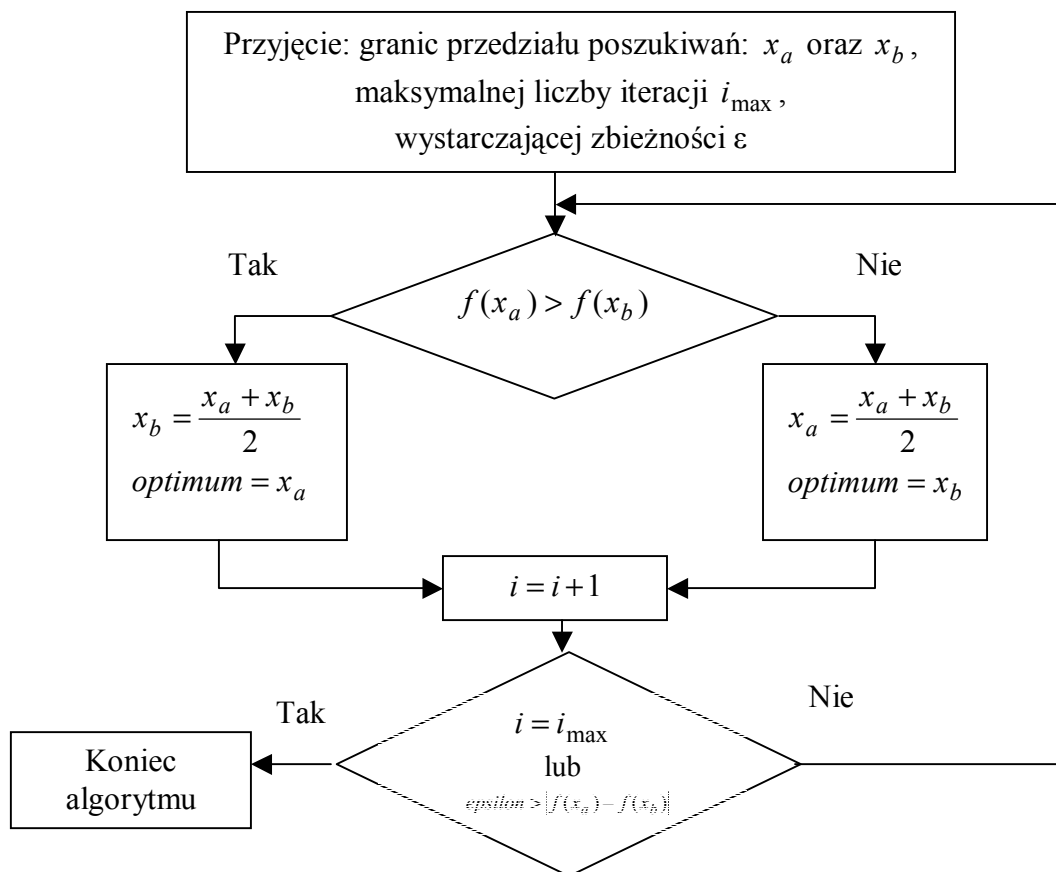 Przyjęcie: granic przedziału poszukiwań: x_a oraz x_b ,
maksymalnej liczby iteracji i_max ,
wystarczającej zbieżności ε
Tak
Nie
f(x_a) > f(x_b)
x_b = (x_a + x_b)/2
optimum = x_a
x_a = (x_a + x_b)/2
optimum = x_b
i = i + 1
Tak
Nie
i = i_max
lub
epsilon > |f(x_a) − f(x_b)|
Koniec
algorytmu